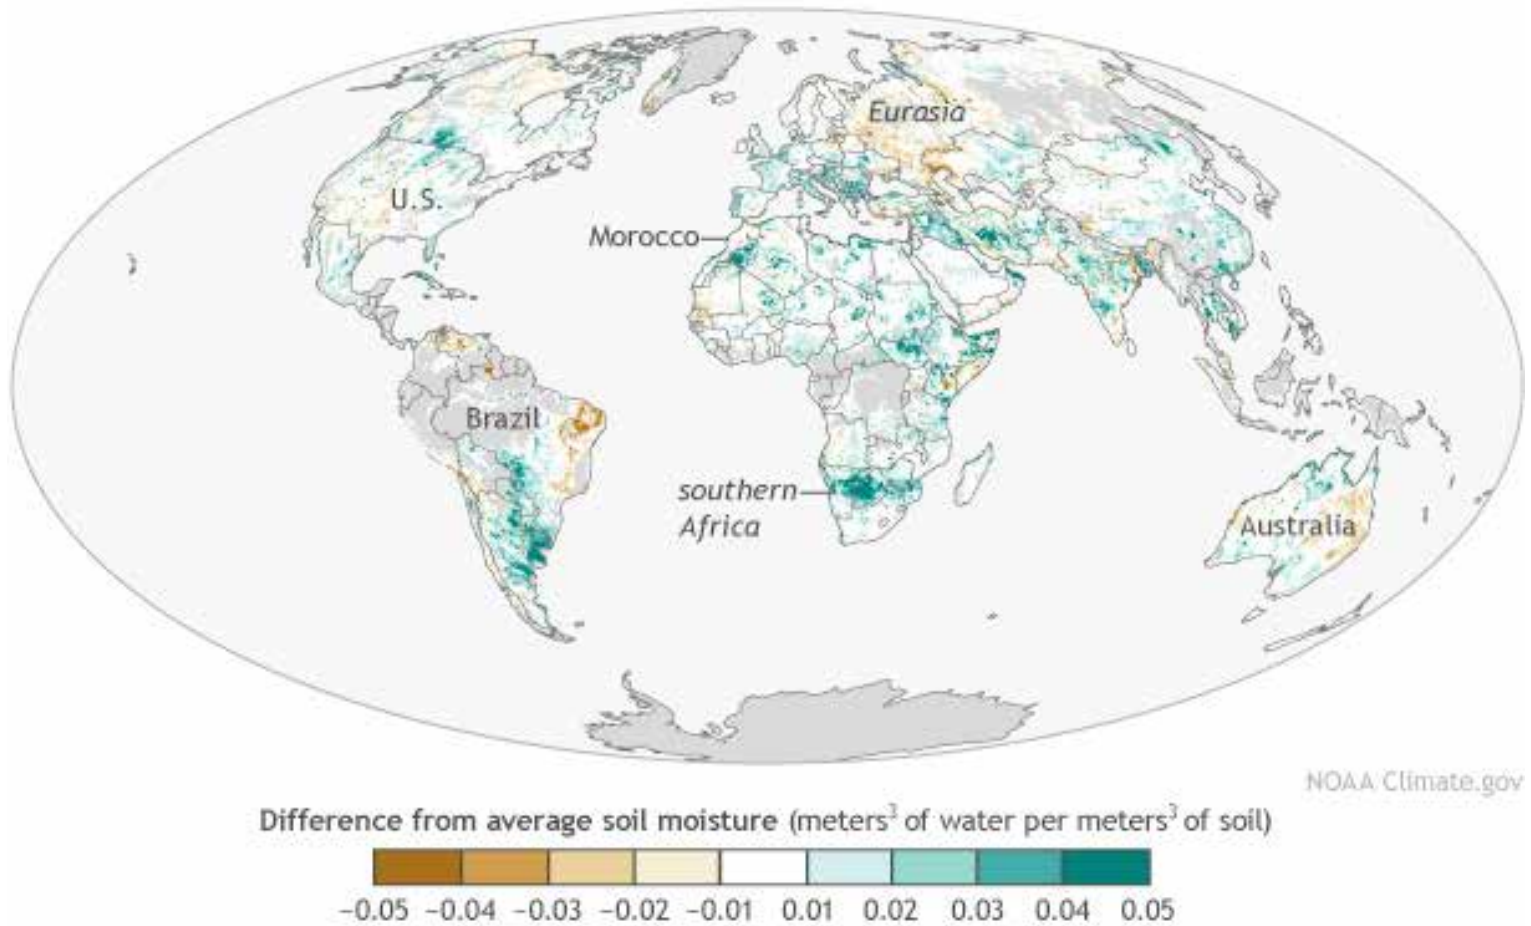 Eurasia
U.S.
Morocco
Brazil
southern
Africa
Australia
NOAA Climate.gov
Difference from average soil moisture (meters³ of water per meters³ of soil)
−0.05 −0.04 −0.03 −0.02 −0.01 0.01 0.02 0.03 0.04 0.05